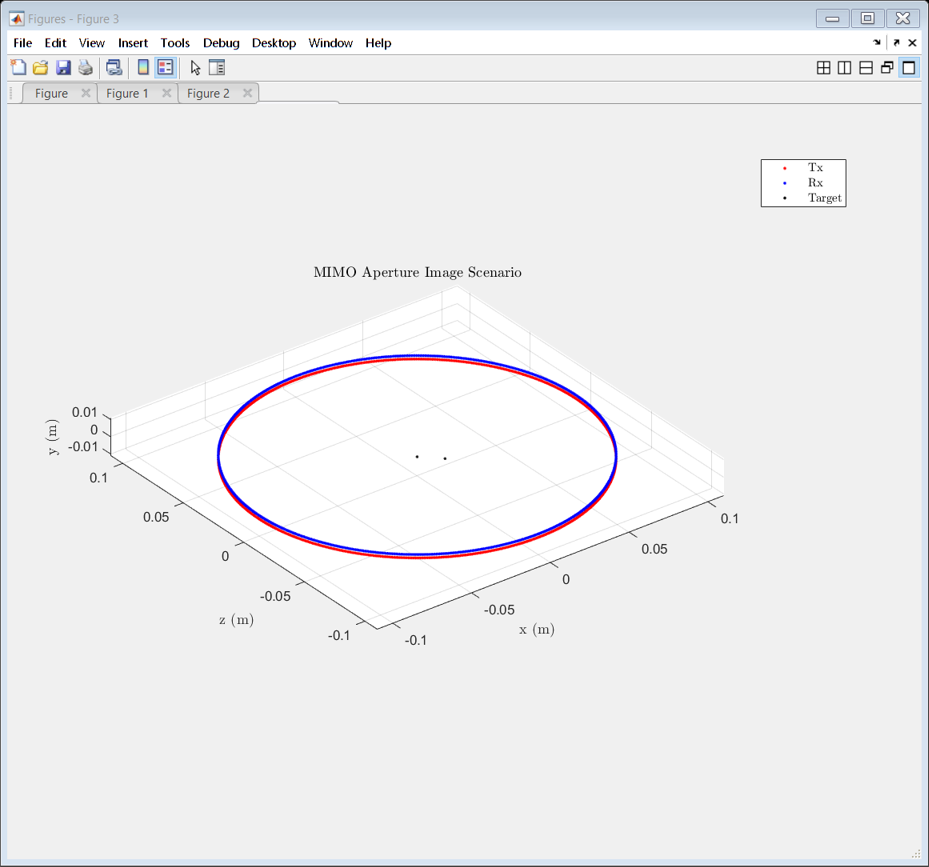 Figures - Figure 3
File Edit View Insert Tools Debug Desktop Window Help
Figure Figure 1 Figure 2
Tx
Rx
Target
MIMO Aperture Image Scenario
0.01
0
-0.01
y (m)
0.1
0.05
0
-0.05
-0.1
z (m)
-0.1
-0.05
0
0.05
0.1
x (m)